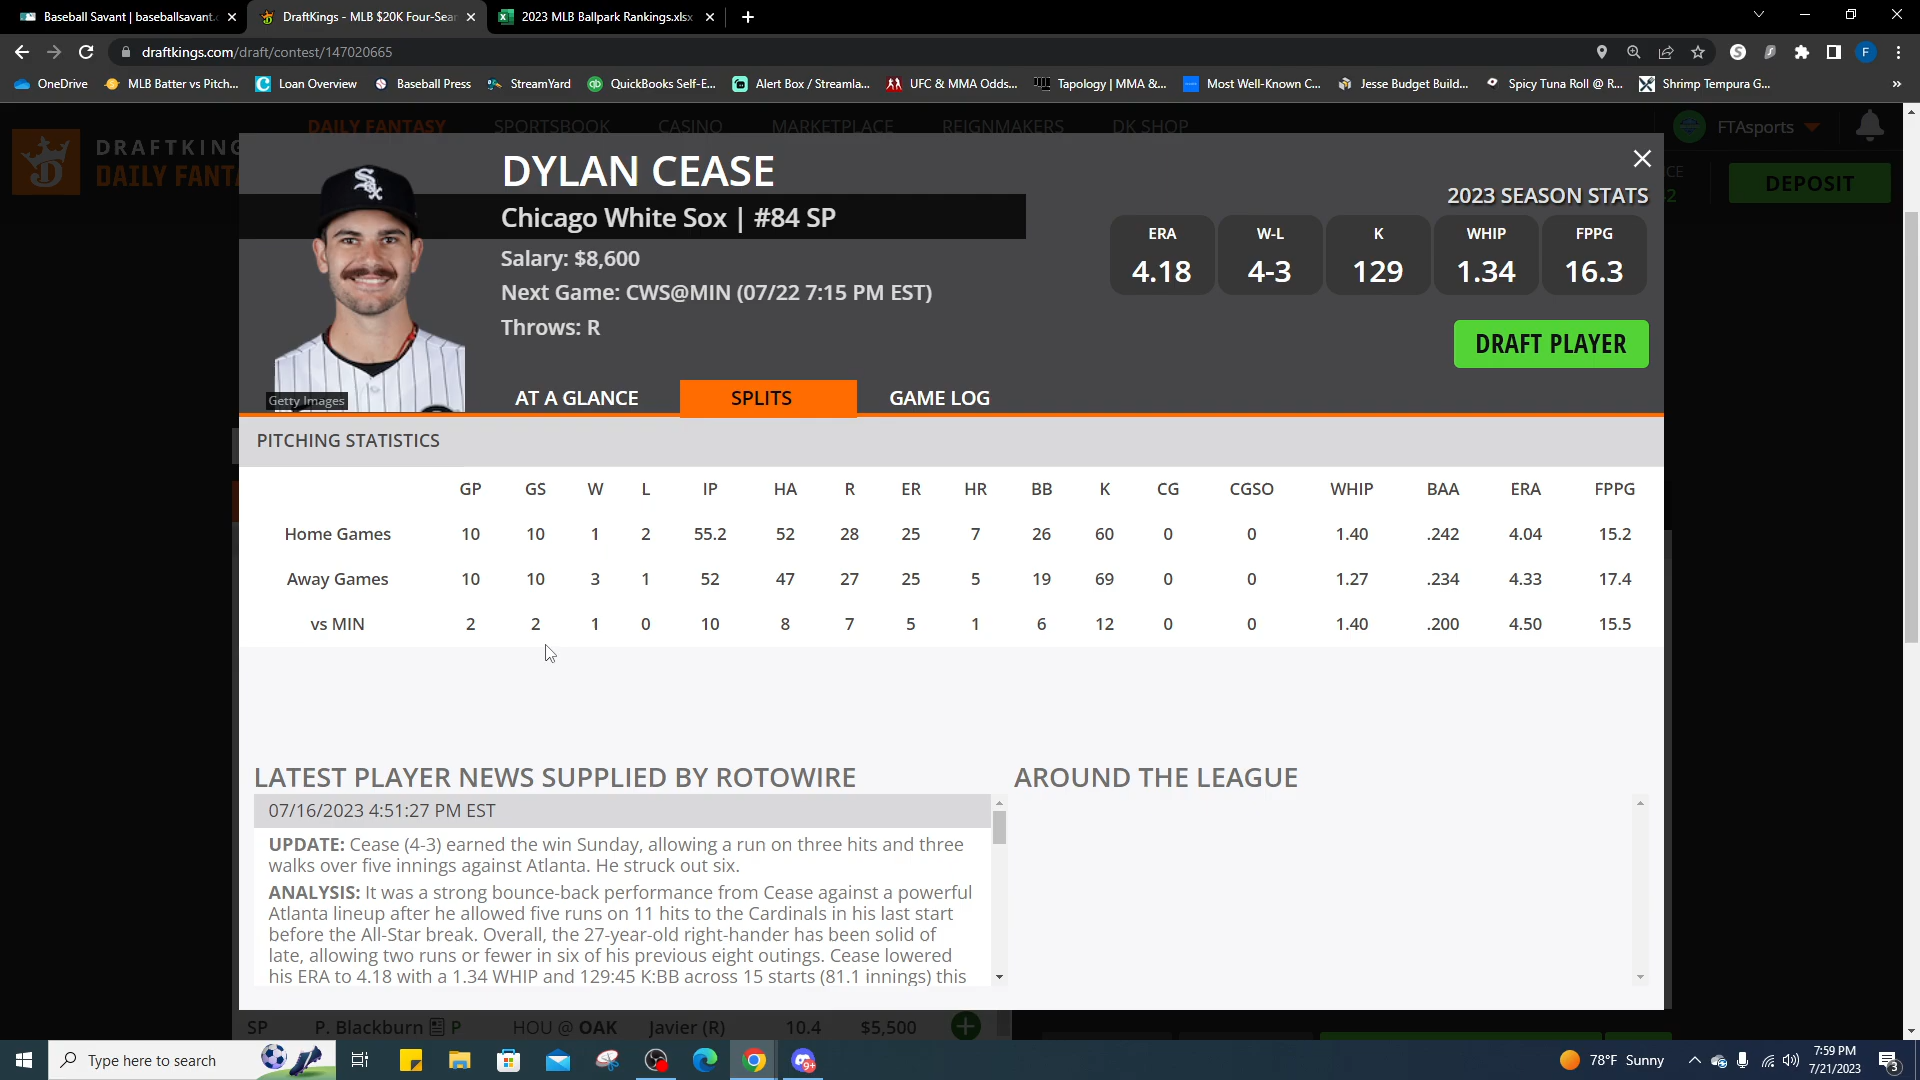 Baseball Savant | baseballsavant.
DraftKings - MLB $20K Four-Sea
2023 MLB Ballpark Rankings.xlsx
draftkings.com/draft/contest/147020665
OneDrive
MLB Batter vs Pitch...
Loan Overview
Baseball Press
StreamYard
QuickBooks Self-E...
Alert Box / Streamla...
UFC & MMA Odds...
Tapology | MMA &...
Most Well-Known C...
Jesse Budget Build...
Spicy Tuna Roll @ R...
Shrimp Tempura G...
DAILY FANTASY SPORTSBOOK CASINO MARKETPLACE REIGNMAKERS DK SHOP
FTAsports
DRAFTKING
DAILY FANT
DEPOSIT
DYLAN CEASE
Chicago White Sox | #84 SP
Salary: $8,600
Next Game: CWS@MIN (07/22 7:15 PM EST)
Throws: R
Getty Images
2023 SEASON STATS
ERA W-L K WHIP FPPG
4.18 4-3 129 1.34 16.3
DRAFT PLAYER
AT A GLANCE SPLITS GAME LOG
PITCHING STATISTICS
GP GS W L IP HA R ER HR BB K CG CGSO WHIP BAA ERA FPPG
Home Games 10 10 1 2 55.2 52 28 25 7 26 60 0 0 1.40 .242 4.04 15.2
Away Games 10 10 3 1 52 47 27 25 5 19 69 0 0 1.27 .234 4.33 17.4
vs MIN 2 2 1 0 10 8 7 5 1 6 12 0 0 1.40 .200 4.50 15.5
LATEST PLAYER NEWS SUPPLIED BY ROTOWIRE
07/16/2023 4:51:27 PM EST
UPDATE: Cease (4-3) earned the win Sunday, allowing a run on three hits and three
walks over five innings against Atlanta. He struck out six.
ANALYSIS: It was a strong bounce-back performance from Cease against a powerful
Atlanta lineup after he allowed five runs on 11 hits to the Cardinals in his last start
before the All-Star break. Overall, the 27-year-old right-hander has been solid of
late, allowing two runs or fewer in six of his previous eight outings. Cease lowered
his ERA to 4.18 with a 1.34 WHIP and 129:45 K:BB across 15 starts (81.1 innings) this
AROUND THE LEAGUE
SP P. Blackburn P HOU @ OAK Javier (R) 10.4 $5,500
Type here to search
78°F Sunny
7:59 PM
7/21/2023
3